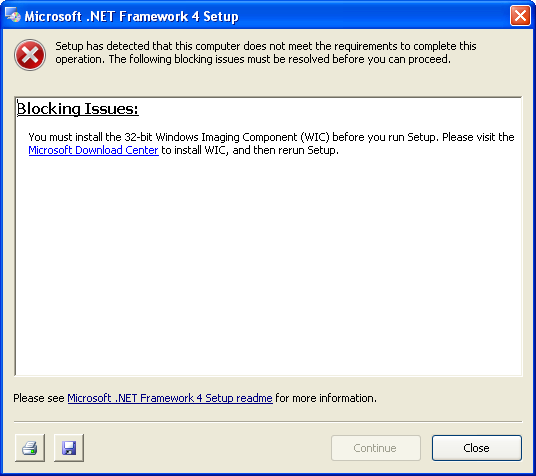 Microsoft .NET Framework 4 Setup
Setup has detected that this computer does not meet the requirements to complete this
operation. The following blocking issues must be resolved before you can proceed.
Blocking Issues:
You must install the 32-bit Windows Imaging Component (WIC) before you run Setup. Please visit the
Microsoft Download Center to install WIC, and then rerun Setup.
Please see Microsoft .NET Framework 4 Setup readme for more information.
Continue Close